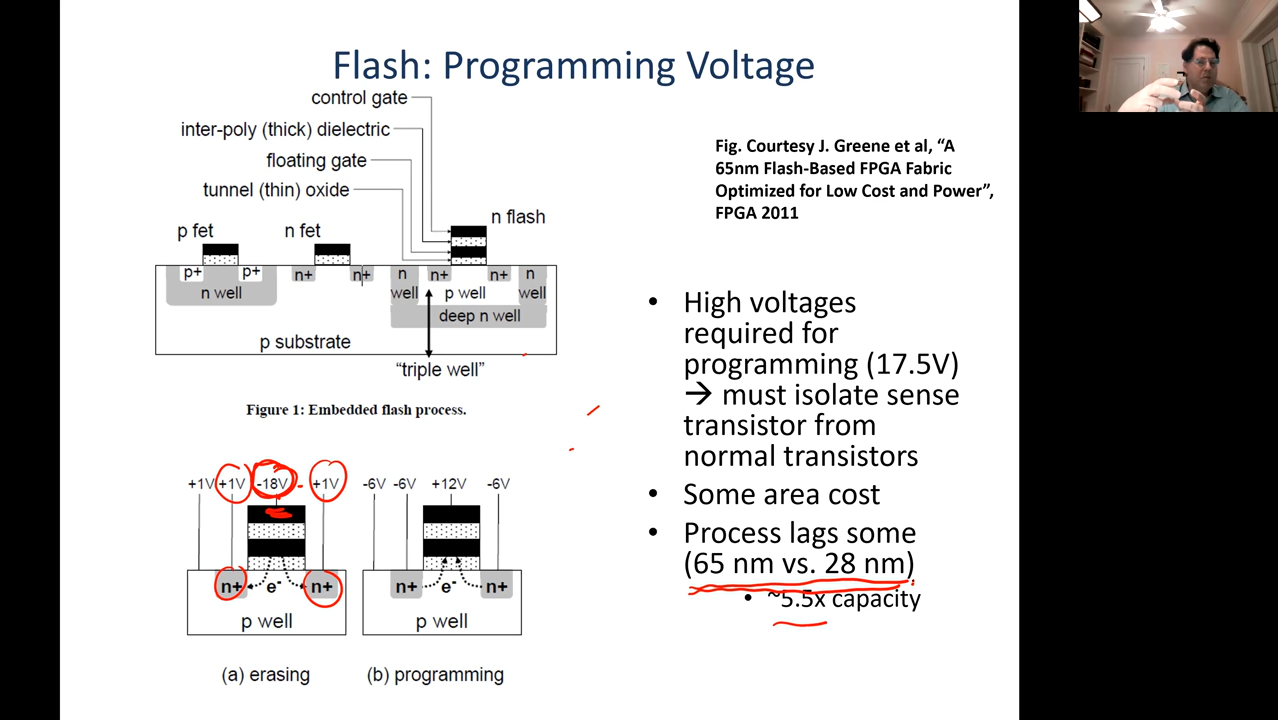 Flash: Programming Voltage
control gate
inter-poly (thick) dielectric
floating gate
tunnel (thin) oxide
n flash
p fet
n fet
p+
p+
n+
n+
n
n+
n+
n
n well
well
p well
well
deep n well
p substrate
"triple well"
Figure 1: Embedded flash process.
Fig. Courtesy J. Greene et al, “A
65nm Flash-Based FPGA Fabric
Optimized for Low Cost and Power”,
FPGA 2011
• High voltages
required for
programming (17.5V)
→ must isolate sense
transistor from
normal transistors
• Some area cost
• Process lags some
(65 nm vs. 28 nm)
• ~5.5x capacity
+1V +1V -18V +1V
n+ e- n+
p well
(a) erasing
-6V -6V +12V -6V
n+ e- n+
p well
(b) programming